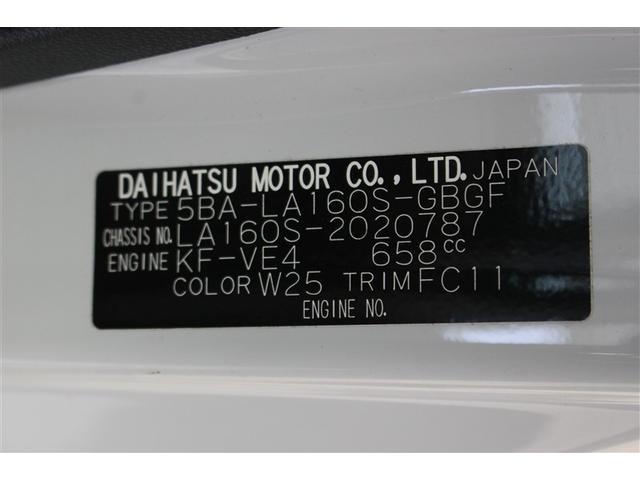 DAIHATSU MOTOR CO., LTD. JAPAN
TYPE 5BA-LA160S-GBGF
CHASSIS NO. LA160S-2020787
ENGINE KF-VE4 658cc
COLOR W25 TRIM FC11
ENGINE NO.